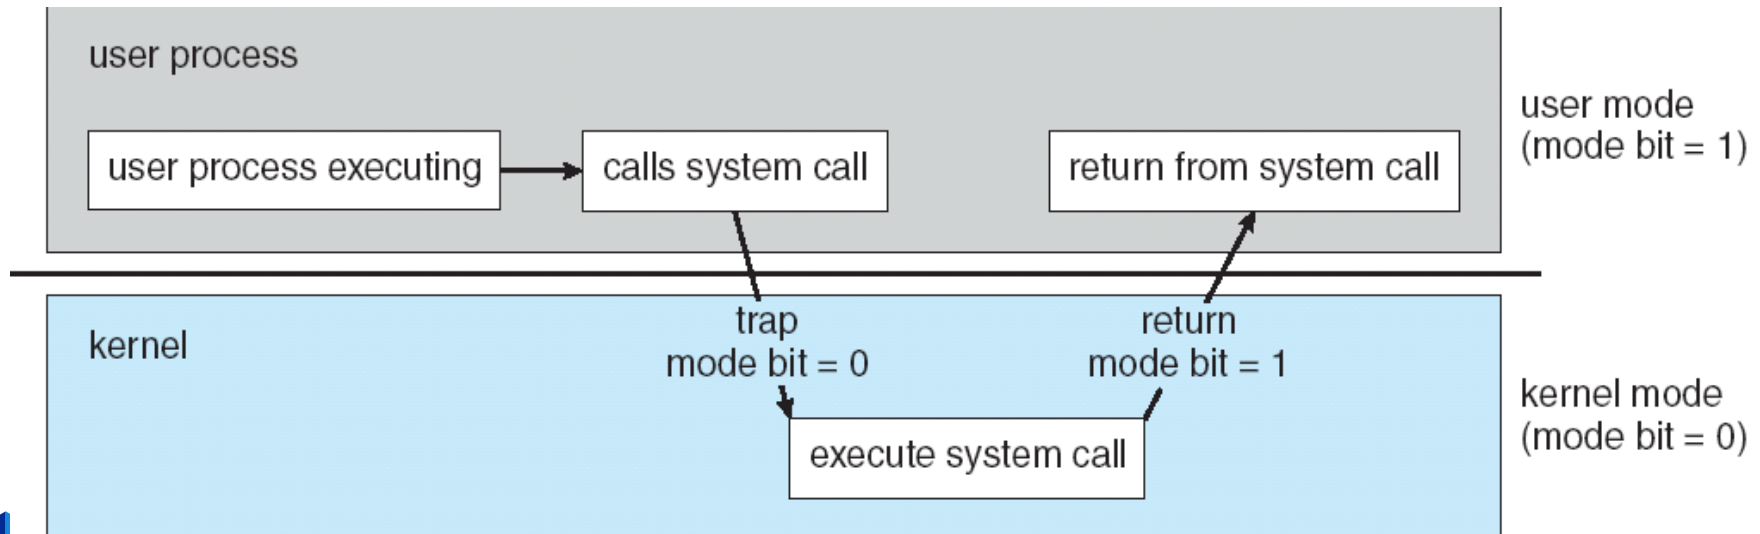 user process
user process executing
calls system call
return from system call
user mode
(mode bit = 1)
kernel
trap
mode bit = 0
return
mode bit = 1
execute system call
kernel mode
(mode bit = 0)